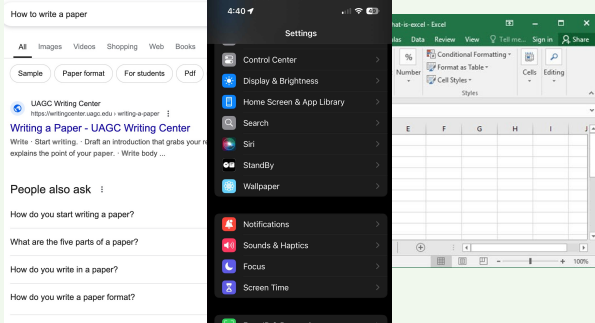 How to write a paper
All Images Videos Shopping Web Books
Sample Paper format For students Pdf
UAGC Writing Center
https://writingcenter.uagc.edu › writing-a-paper
Writing a Paper - UAGC Writing Center
Write · Start writing. · Draft an introduction that grabs your
explains the point of your paper. · Write body ...
People also ask
How do you start writing a paper?
What are the five parts of a paper?
How do you write in a paper?
How do you write a paper format?
4:40
Settings
Control Center
Display & Brightness
Home Screen & App Library
Search
Siri
StandBy
Wallpaper
Notifications
Sounds & Haptics
Focus
Screen Time
hat-is-excel - Excel
las Data Review View Tell me... Sign in Share
%
Number
Conditional Formatting
Format as Table
Cell Styles
Styles
Cells
Editing
E F G H I J
100%